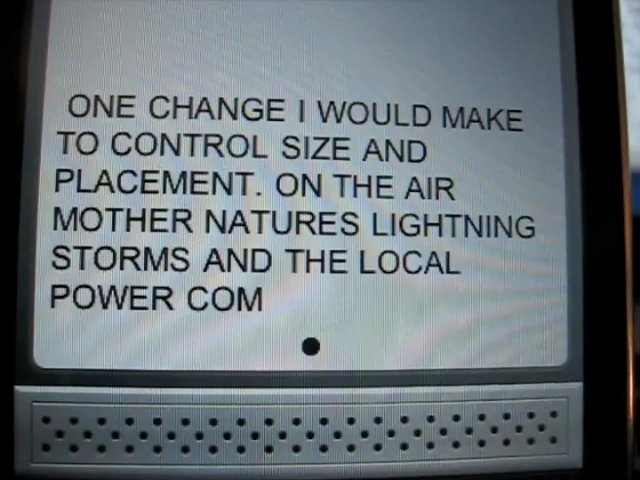 ONE CHANGE I WOULD MAKE
TO CONTROL SIZE AND
PLACEMENT. ON THE AIR
MOTHER NATURES LIGHTNING
STORMS AND THE LOCAL
POWER COM